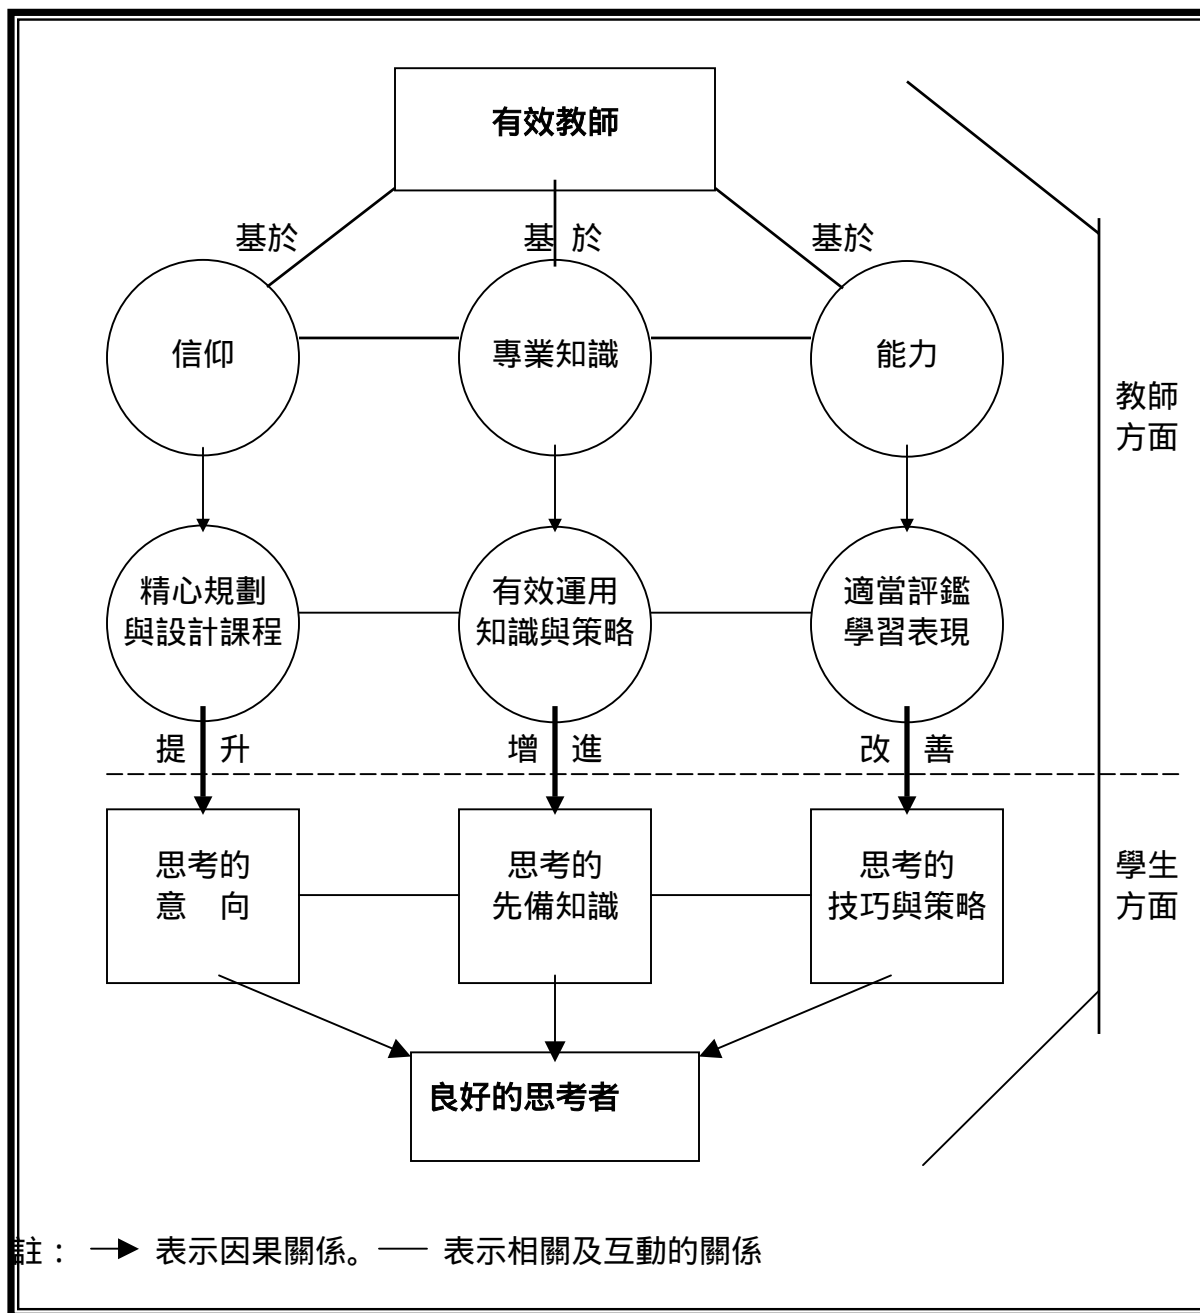 有效教師
基於
基 於
基於
信仰
專業知識
能力
教師
方面
精心規劃
與設計課程
有效運用
知識與策略
適當評鑑
學習表現
提 升
增 進
改 善
思考的
意 向
思考的
先備知識
思考的
技巧與策略
學生
方面
良好的思考者
註： 表示因果關係。 表示相關及互動的關係